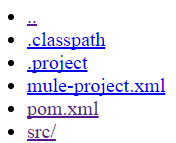 ..
.classpath
.project
mule-project.xml
pom.xml
src/